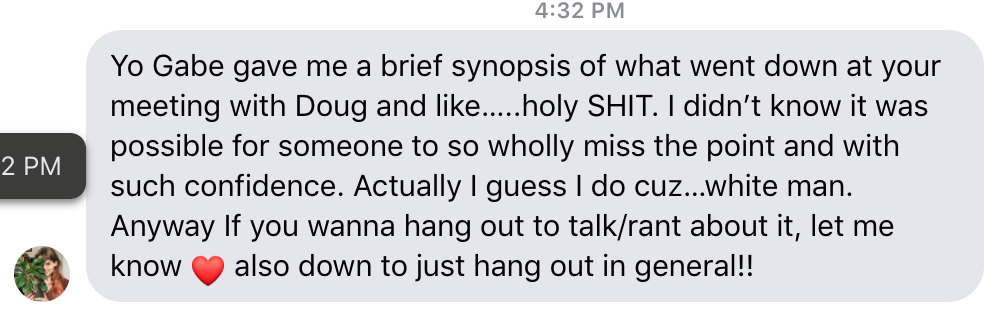 4:32 PM
Yo Gabe gave me a brief synopsis of what went down at your
meeting with Doug and like.....holy SHIT. I didn’t know it was
possible for someone to so wholly miss the point and with
2 PM
such confidence. Actually I guess I do cuz...white man.
Anyway If you wanna hang out to talk/rant about it, let me
know ❤️ also down to just hang out in general!!